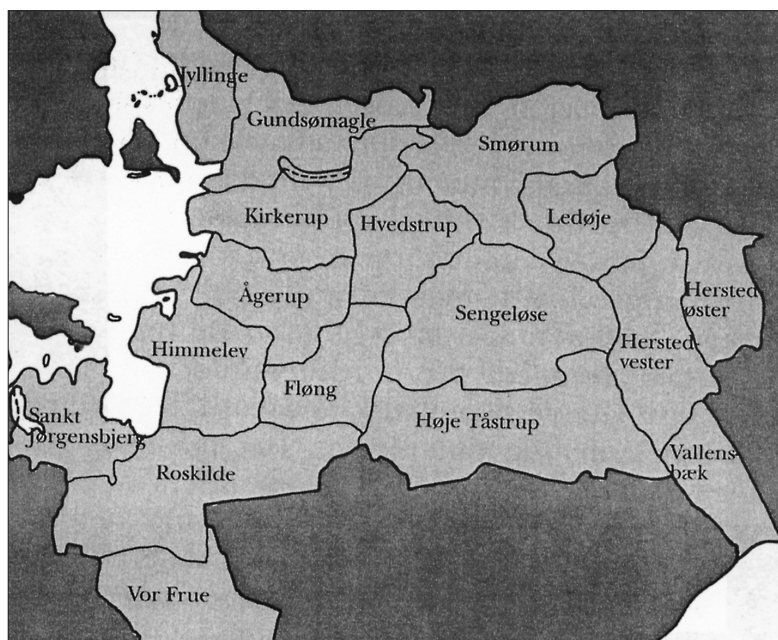 Jyllinge
Gundsømagle
Smørum
Kirkerup
Hvedstrup
Ledøje
Ågerup
Sengeløse
Hersted-
øster
Himmelev
Fløng
Hersted-
vester
Sankt
Jørgensbjerg
Høje Tåstrup
Roskilde
Vallens-
bæk
Vor Frue